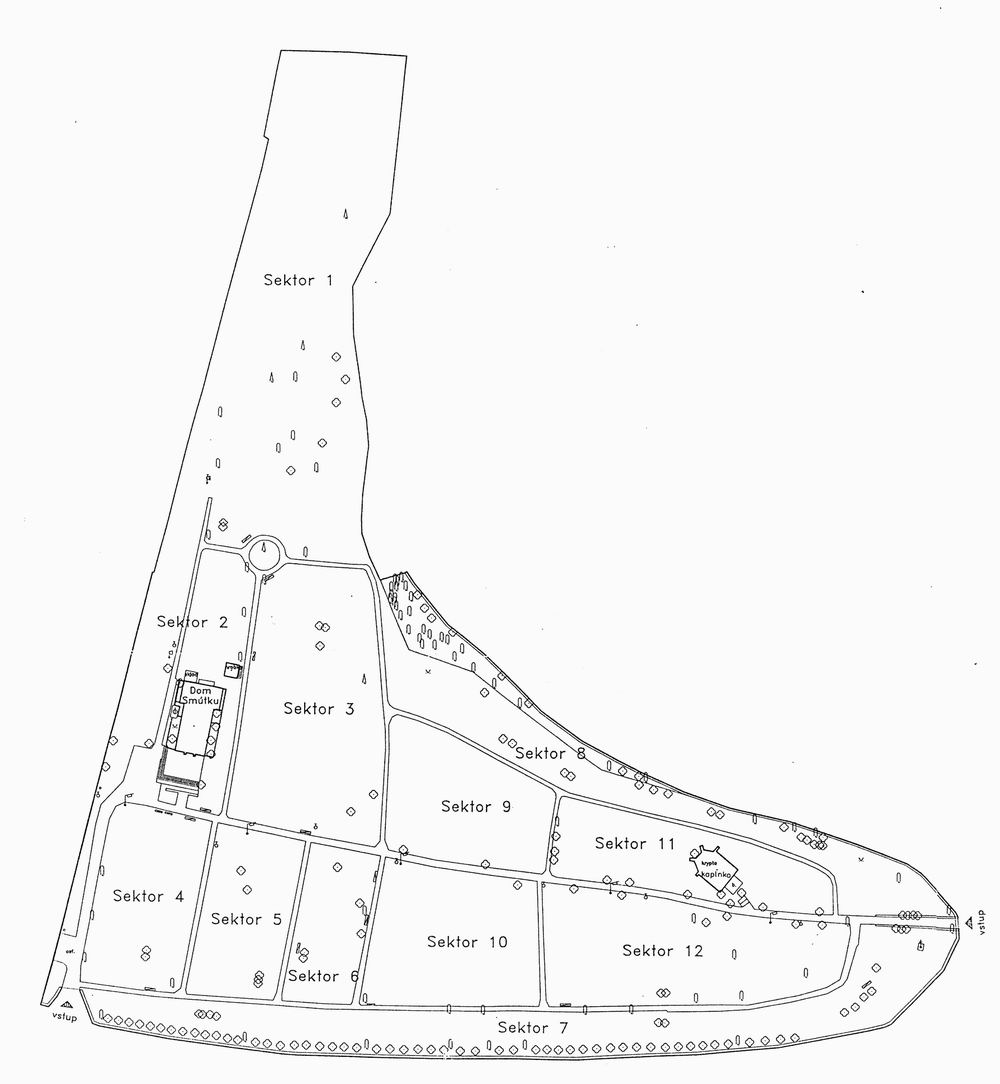 Sektor 1
Sektor 2
Dom
Smútku
Sektor 3
Sektor 8
Sektor 9
Sektor 11
krypta
kaplnka
Sektor 4
Sektor 5
Sektor 10
Sektor 12
Sektor 6
vstup
vstup
Sektor 7